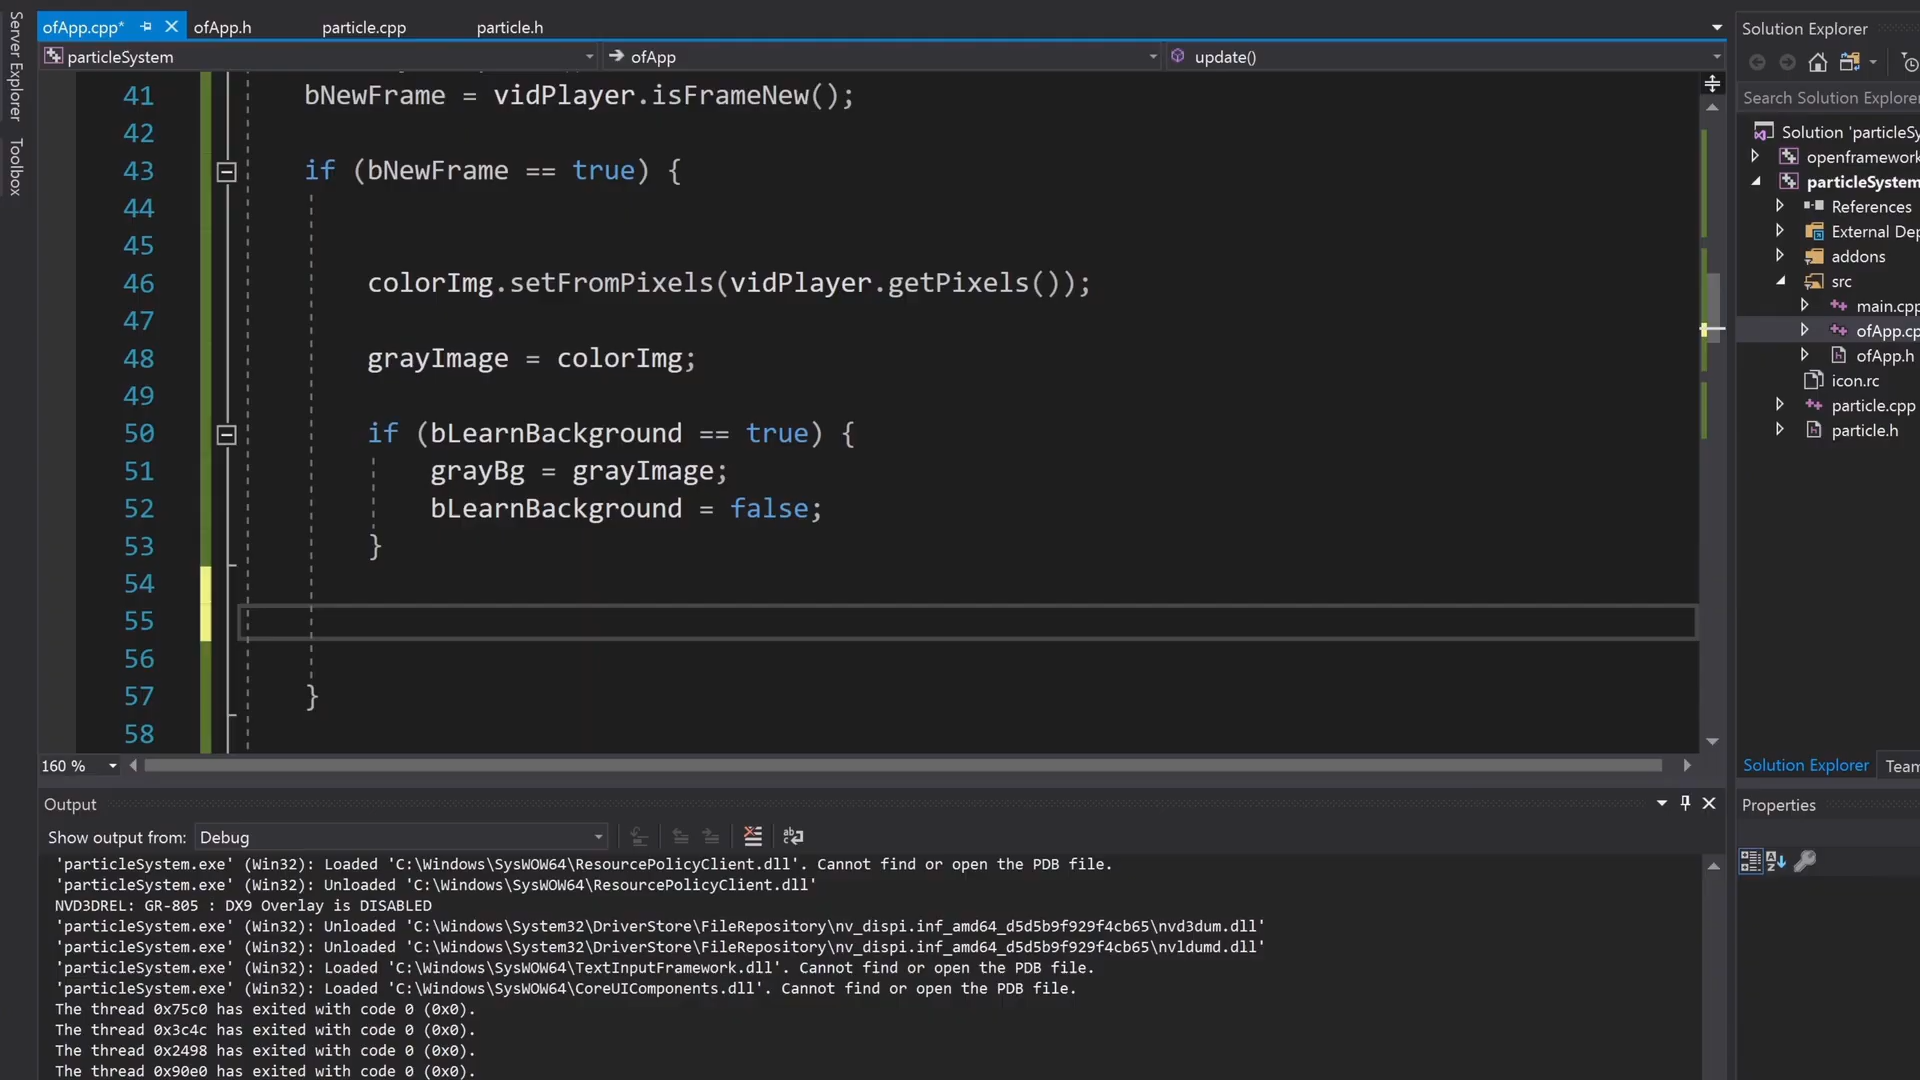 Server Explorer
Toolbox
ofApp.cpp*
ofApp.h
particle.cpp
particle.h
particleSystem
ofApp
update()
41 bNewFrame = vidPlayer.isFrameNew();
42
43 if (bNewFrame == true) {
44
45
46 colorImg.setFromPixels(vidPlayer.getPixels());
47
48 grayImage = colorImg;
49
50 if (bLearnBackground == true) {
51 grayBg = grayImage;
52 bLearnBackground = false;
53 }
54
55
56
57 }
58
160 %
Output
Show output from: Debug
'particleSystem.exe' (Win32): Loaded 'C:\Windows\SysWOW64\ResourcePolicyClient.dll'. Cannot find or open the PDB file.
'particleSystem.exe' (Win32): Unloaded 'C:\Windows\SysWOW64\ResourcePolicyClient.dll'
NVD3DREL: GR-805 : DX9 Overlay is DISABLED
'particleSystem.exe' (Win32): Unloaded 'C:\Windows\System32\DriverStore\FileRepository\nv_dispi.inf_amd64_d5d5b9f929f4cb65\nvd3dum.dll'
'particleSystem.exe' (Win32): Unloaded 'C:\Windows\System32\DriverStore\FileRepository\nv_dispi.inf_amd64_d5d5b9f929f4cb65\nvldumd.dll'
'particleSystem.exe' (Win32): Loaded 'C:\Windows\SysWOW64\TextInputFramework.dll'. Cannot find or open the PDB file.
'particleSystem.exe' (Win32): Loaded 'C:\Windows\SysWOW64\CoreUIComponents.dll'. Cannot find or open the PDB file.
The thread 0x75c0 has exited with code 0 (0x0).
The thread 0x3c4c has exited with code 0 (0x0).
The thread 0x2498 has exited with code 0 (0x0).
The thread 0x90e0 has exited with code 0 (0x0).
Solution Explorer
Search Solution Explorer
Solution 'particleSy
openframework
particleSystem
References
External Dep
addons
src
main.cpp
ofApp.cp
ofApp.h
icon.rc
particle.cpp
particle.h
Solution Explorer
Team
Properties